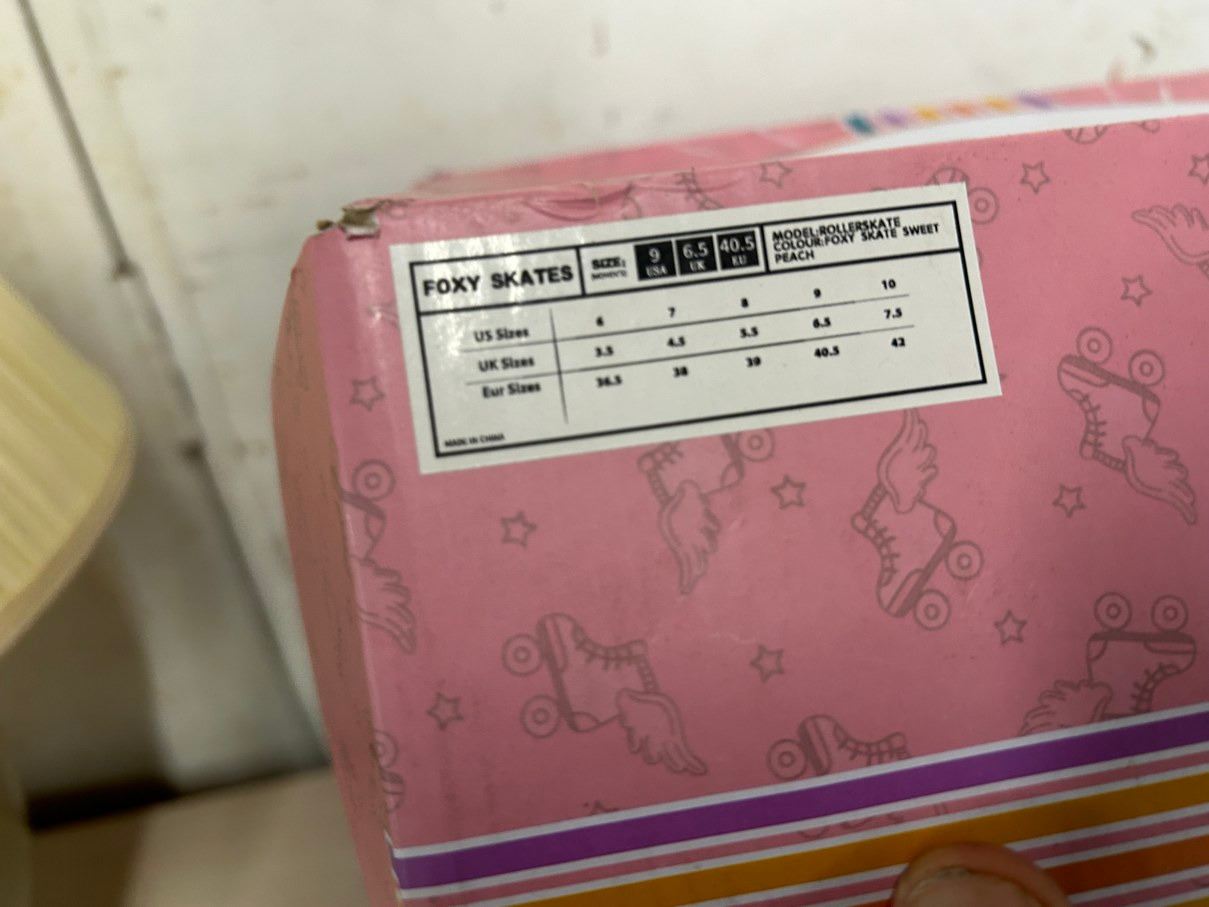 FOXY SKATES
SIZE:
WOMEN'S
9 6.5 40.5
USA UK EU
MODEL:ROLLERSKATE
COLOUR:FOXY SKATE SWEET
PEACH
US Sizes 6 7 8 9 10
UK Sizes 3.5 4.5 5.5 6.5 7.5
Eur Sizes 36.5 38 39 40.5 42
MADE IN CHINA